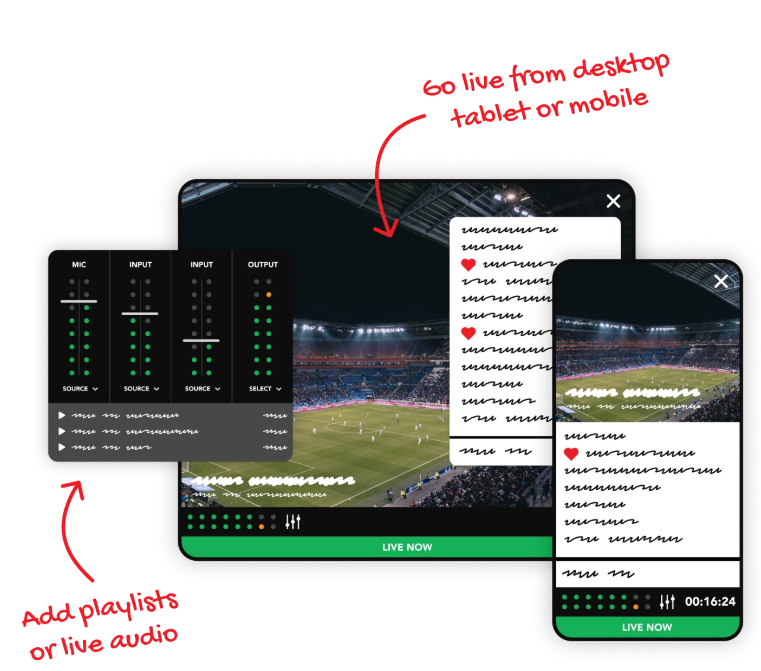 Go live from desktop
tablet or mobile
MIC INPUT INPUT OUTPUT
SOURCE SOURCE SOURCE SELECT
LIVE NOW
00:16:24
LIVE NOW
Add playlists
or live audio